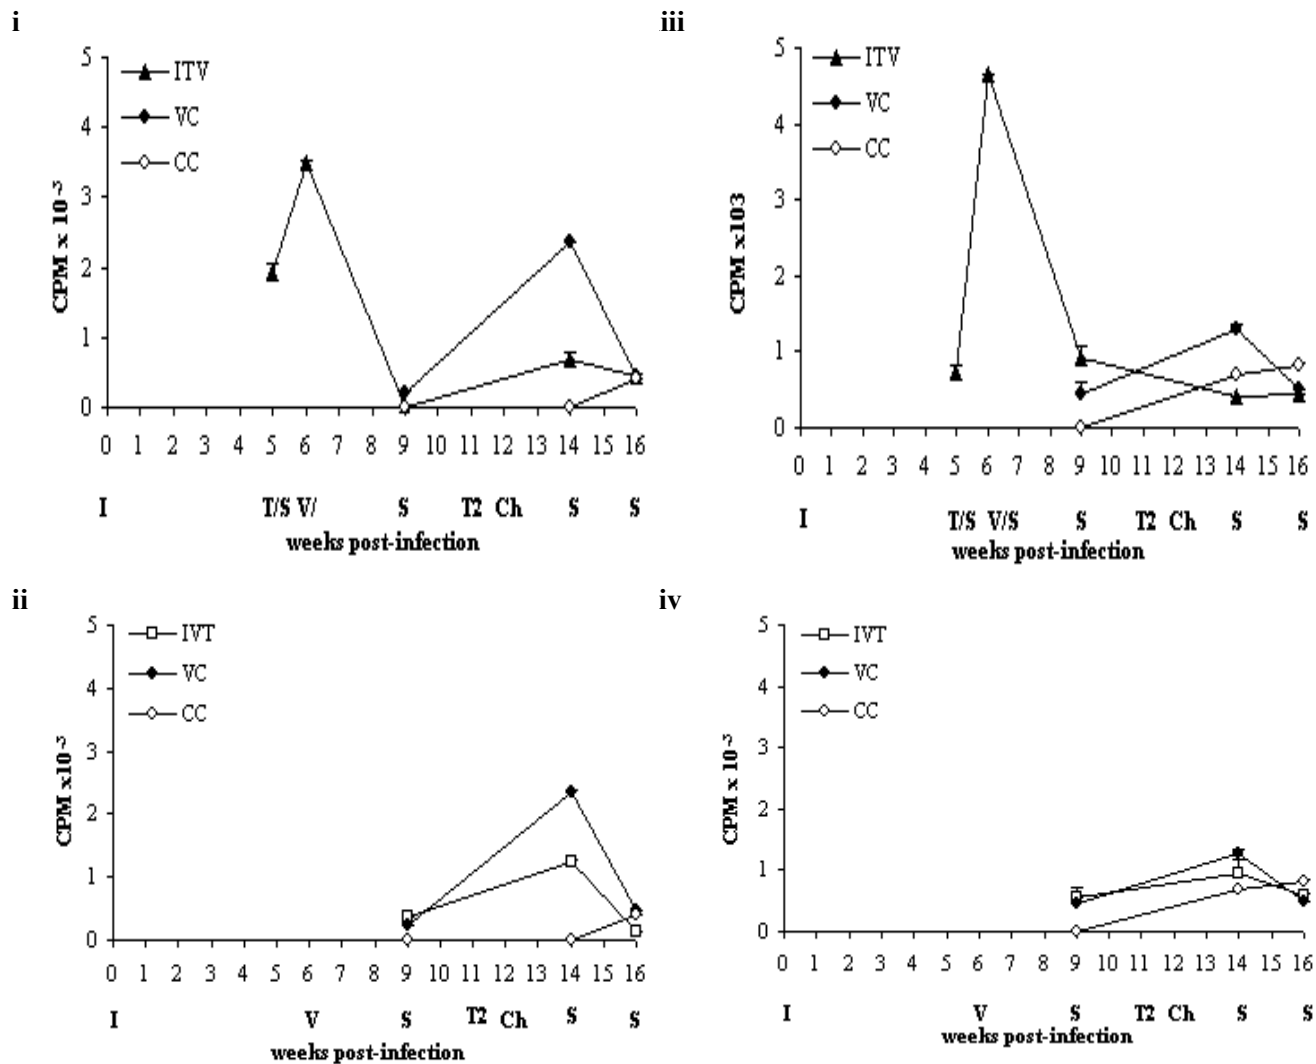 i
5
4
3
2
1
0
CPM x 10⁻³
ITV
VC
CC
0 1 2 3 4 5 6 7 8 9 10 11 12 13 14 15 16
I T/S V/ S T2 Ch S S
weeks post-infection
iii
5
4
3
2
1
0
CPM x103
ITV
VC
CC
0 1 2 3 4 5 6 7 8 9 10 11 12 13 14 15 16
I T/S V/S S T2 Ch S S
weeks post-infection
ii
5
4
3
2
1
0
CPM x10⁻³
IVT
VC
CC
0 1 2 3 4 5 6 7 8 9 10 11 12 13 14 15 16
I V S T2 Ch S S
weeks post-infection
iv
5
4
3
2
1
0
CPM x 10⁻³
IVT
VC
CC
0 1 2 3 4 5 6 7 8 9 10 11 12 13 14 15 16
I V S T2 Ch S S
weeks post-infection